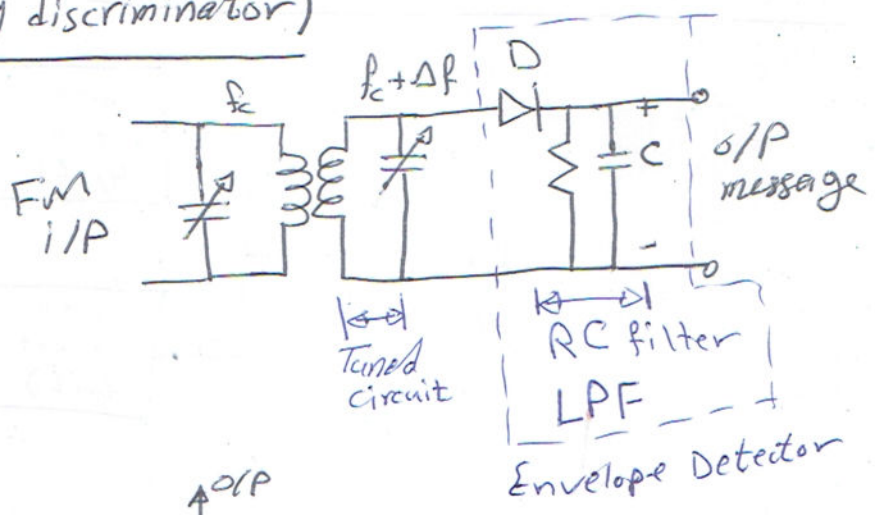 discriminator)
fc
fc + Δf
D
FM
i/P
+
C
-
o/P
message
Tuned
circuit
RC filter
LPF
Envelope Detector
o/P